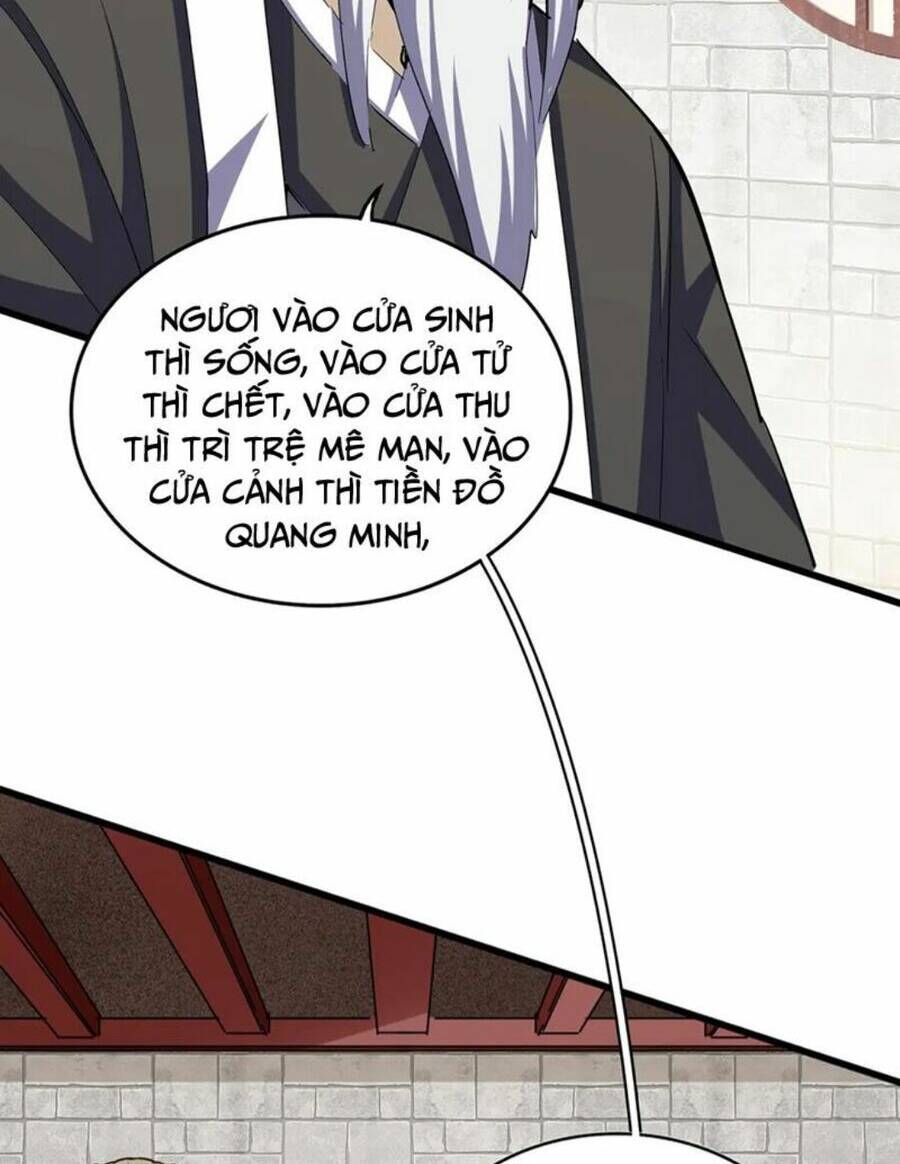 NGƯƠI VÀO CỬA SINH
THÌ SỐNG, VÀO CỬA TỬ
THÌ CHẾT, VÀO CỬA THU
THÌ TRÌ TRỆ MÊ MAN, VÀO
CỬA CẢNH THÌ TIỀN ĐỒ
QUANG MINH,